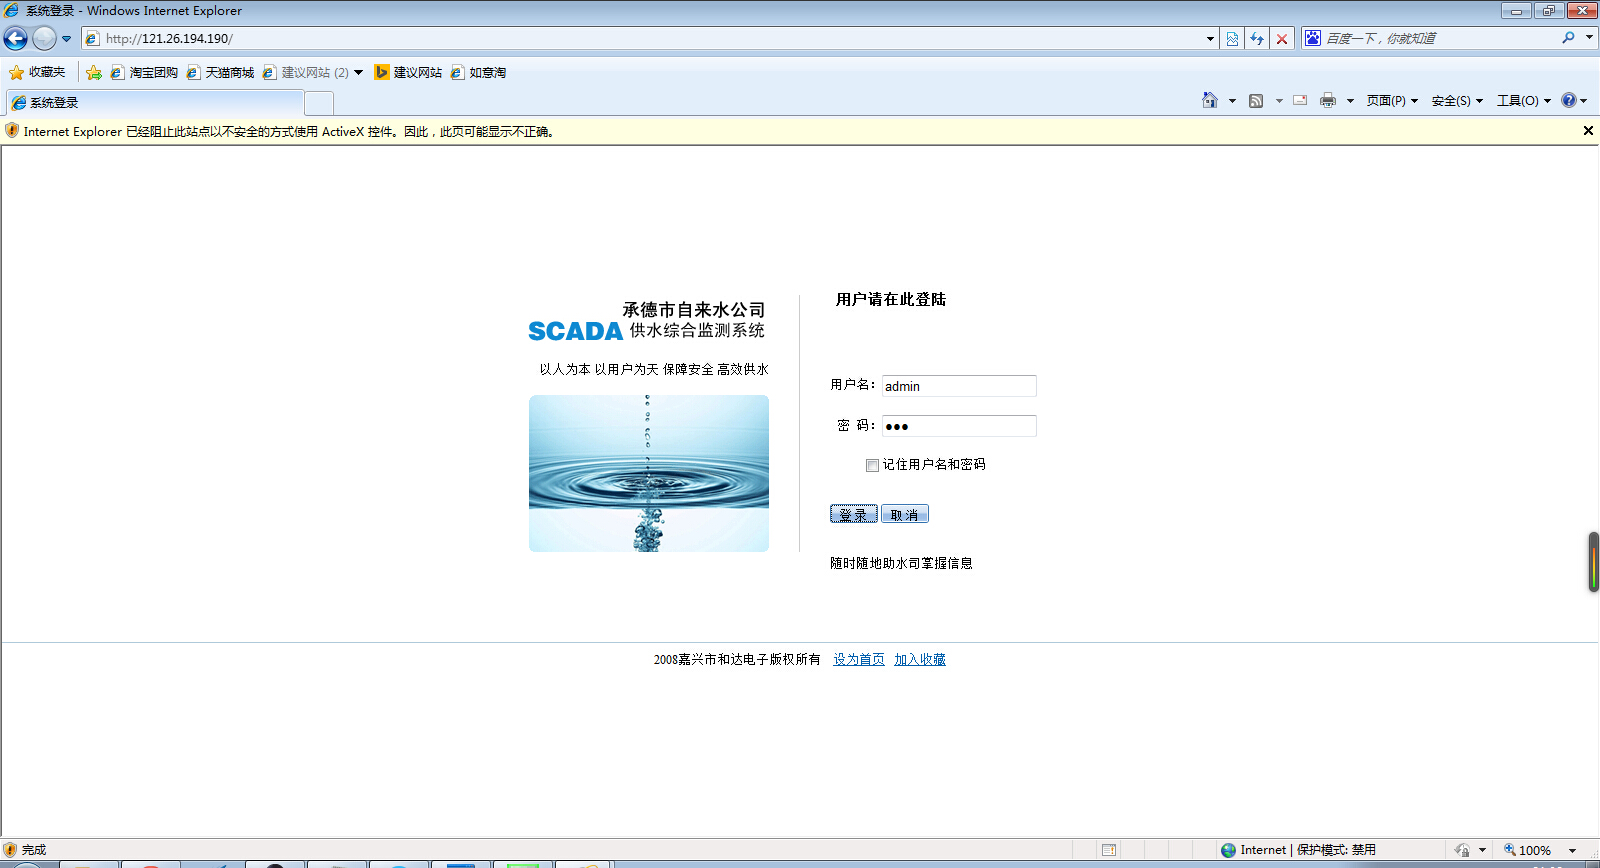 系统登录 - Windows Internet Explorer
http://121.26.194.190/
百度一下，你就知道
收藏夹 淘宝团购 天猫商城 建议网站 (2) 建议网站 如意淘
系统登录
页面(P) 安全(S) 工具(O)
Internet Explorer 已经阻止此站点以不安全的方式使用 ActiveX 控件。因此，此页可能显示不正确。
承德市自来水公司
SCADA 供水综合监测系统
以人为本 以用户为天 保障安全 高效供水
用户请在此登陆
用户名： admin
密 码： ●●●
记住用户名和密码
登录 取消
随时随地助水司掌握信息
2008嘉兴市和达电子版权所有 设为首页 加入收藏
完成
Internet | 保护模式: 禁用
100%